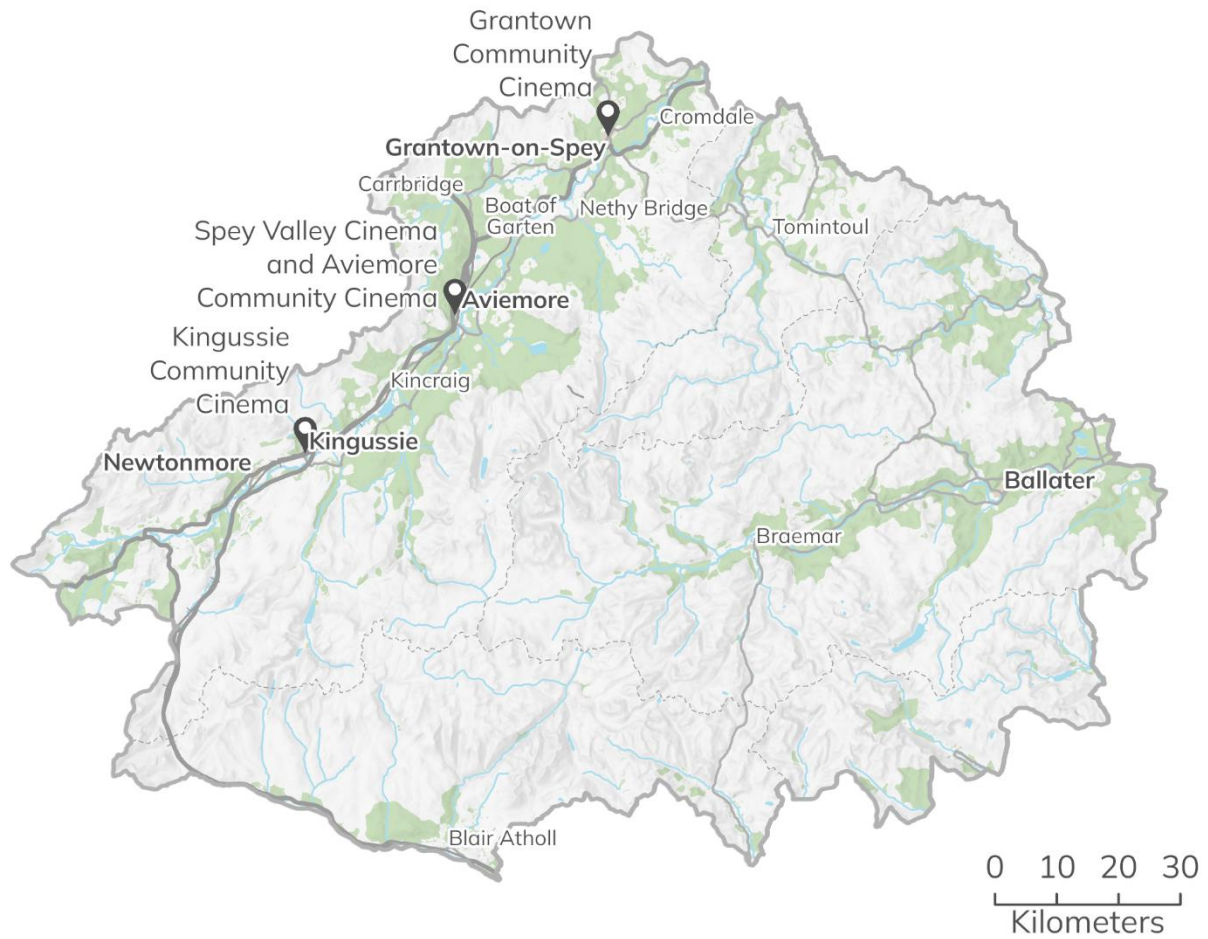 Grantown
Community
Cinema
Cromdale
Grantown-on-Spey
Carrbridge
Boat of
Garten
Nethy Bridge
Tomintoul
Spey Valley Cinema
and Aviemore
Community Cinema
Aviemore
Kingussie
Community
Cinema
Kincraig
Kingussie
Newtonmore
Ballater
Braemar
Blair Atholl
0 10 20 30
Kilometers